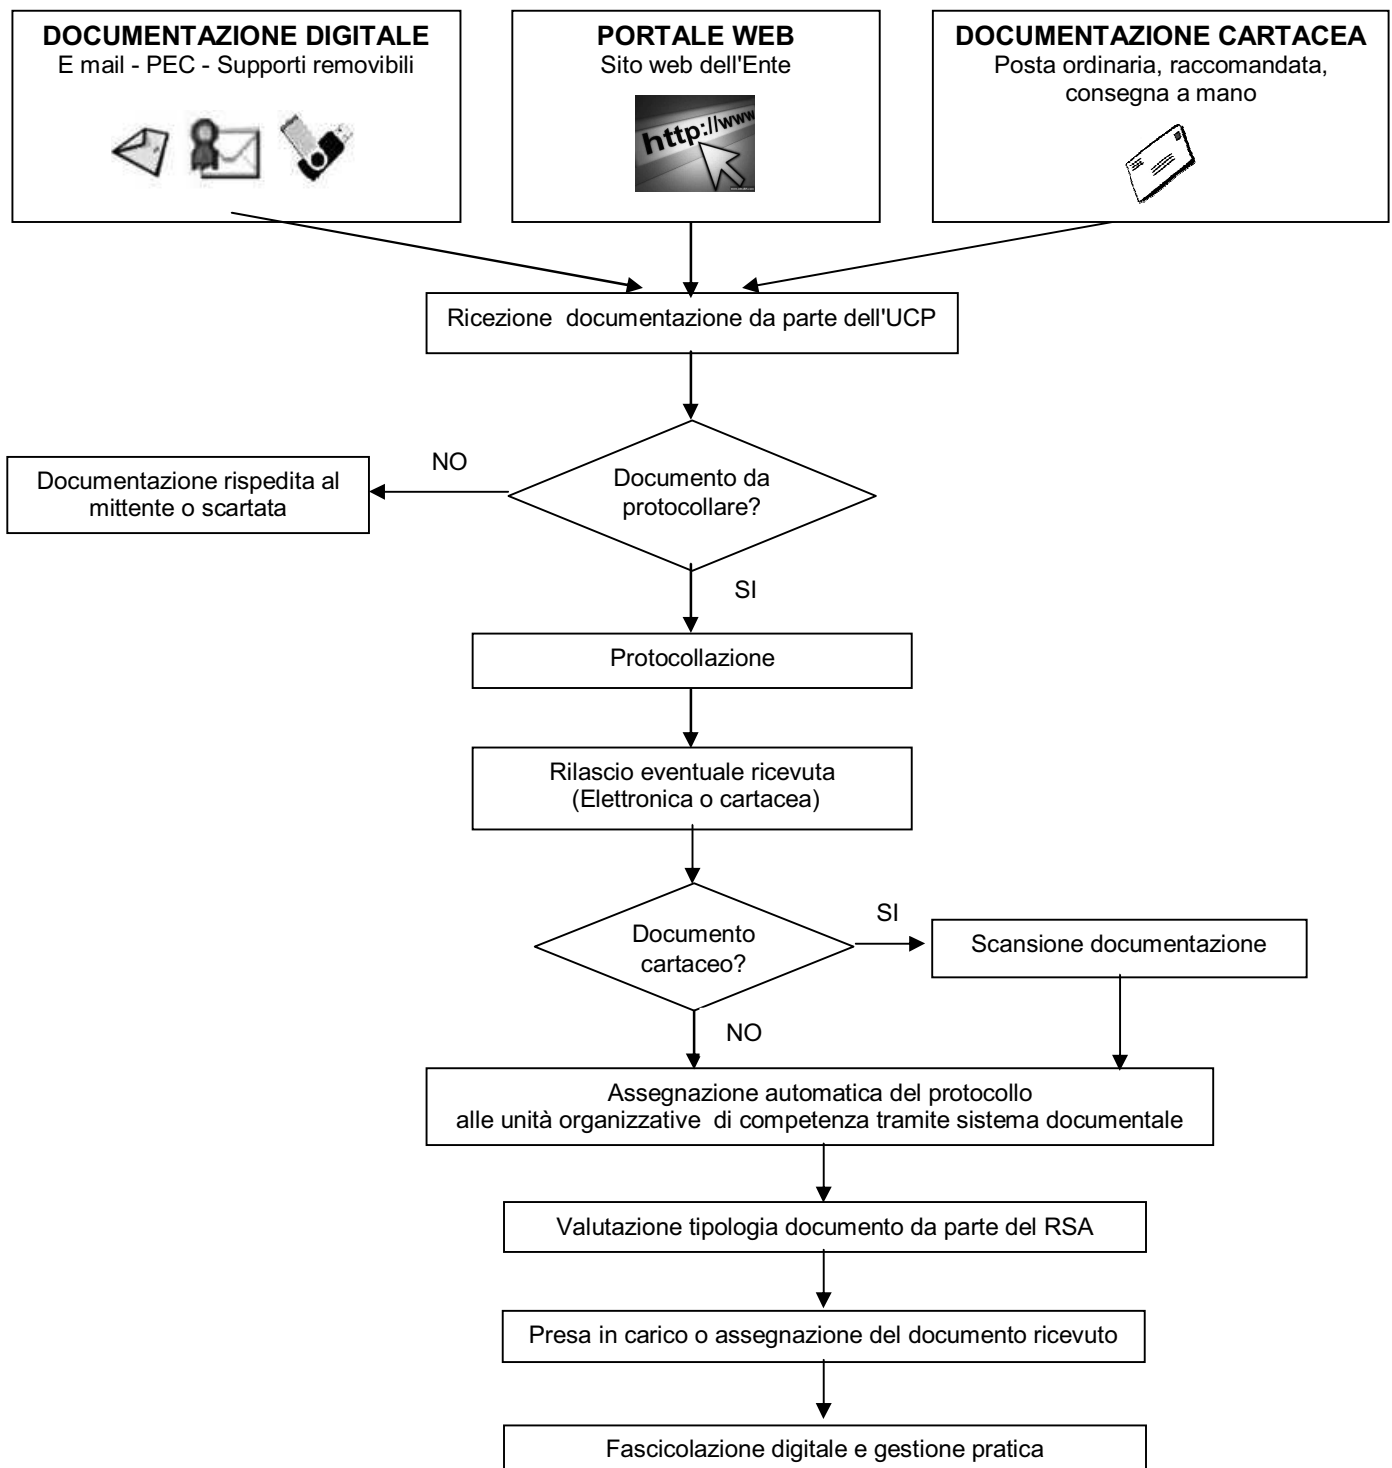 DOCUMENTAZIONE DIGITALE
E mail - PEC - Supporti removibili
PORTALE WEB
Sito web dell'Ente
http://www
DOCUMENTAZIONE CARTACEA
Posta ordinaria, raccomandata,
consegna a mano
Ricezione documentazione da parte dell'UCP
Documento da
protocollare?
NO
Documentazione rispedita al
mittente o scartata
SI
Protocollazione
Rilascio eventuale ricevuta
(Elettronica o cartacea)
Documento
cartaceo?
SI
Scansione documentazione
NO
Assegnazione automatica del protocollo
alle unità organizzative di competenza tramite sistema documentale
Valutazione tipologia documento da parte del RSA
Presa in carico o assegnazione del documento ricevuto
Fascicolazione digitale e gestione pratica